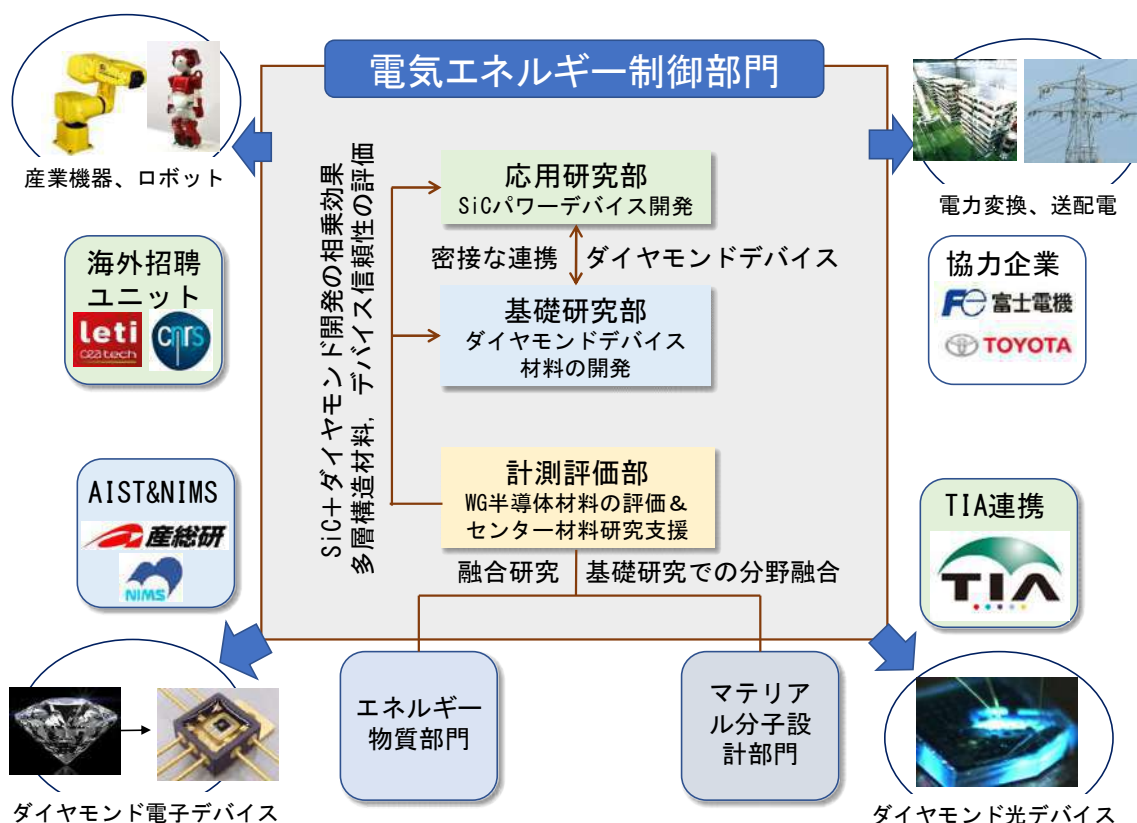 電気エネルギー制御部門
産業機器、ロボット
電力変換、送配電
SiC＋ダイヤモンド開発の相乗効果
多層構造材料, デバイス信頼性の評価
応用研究部
SiCパワーデバイス開発
密接な連携
ダイヤモンドデバイス
基礎研究部
ダイヤモンドデバイス
材料の開発
計測評価部
WG半導体材料の評価＆
センター材料研究支援
融合研究
基礎研究での分野融合
海外招聘
ユニット
leti
ceatech
cnrs
協力企業
Fe 富士電機
TOYOTA
AIST&NIMS
産総研
NIMS
TIA連携
TIA
エネルギー
物質部門
マテリア
ル分子設
計部門
ダイヤモンド電子デバイス
ダイヤモンド光デバイス